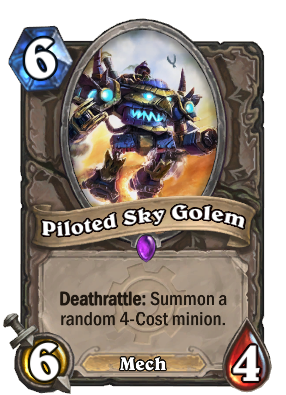 6
Piloted Sky Golem
Deathrattle: Summon a
random 4-Cost minion.
6
Mech
4